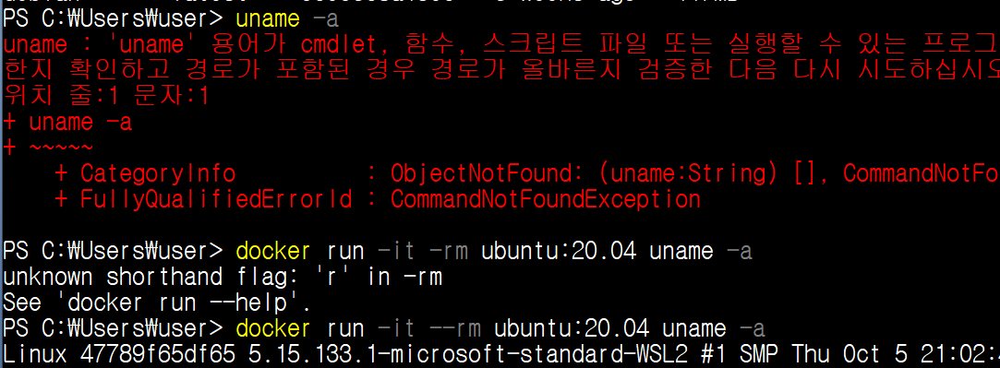 PS C:₩Users₩user> uname -a
uname : 'uname' 용어가 cmdlet, 함수, 스크립트 파일 또는 실행할 수 있는 프로그
한지 확인하고 경로가 포함된 경우 경로가 올바른지 검증한 다음 다시 시도하십시오
위치 줄:1 문자:1
+ uname -a
+ ~~~~~
+ CategoryInfo : ObjectNotFound: (uname:String) [], CommandNotFo
+ FullyQualifiedErrorId : CommandNotFoundException
PS C:₩Users₩user> docker run -it -rm ubuntu:20.04 uname -a
unknown shorthand flag: 'r' in -rm
See 'docker run --help'.
PS C:₩Users₩user> docker run -it --rm ubuntu:20.04 uname -a
Linux 47789f65df65 5.15.133.1-microsoft-standard-WSL2 #1 SMP Thu Oct 5 21:02: